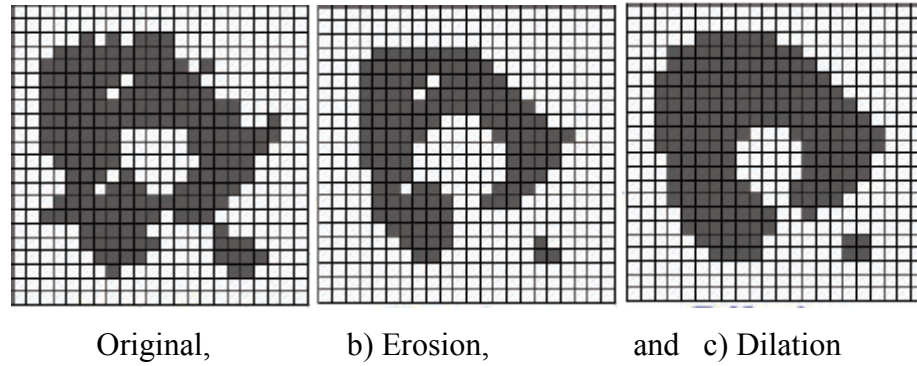 Original, b) Erosion, and c) Dilation